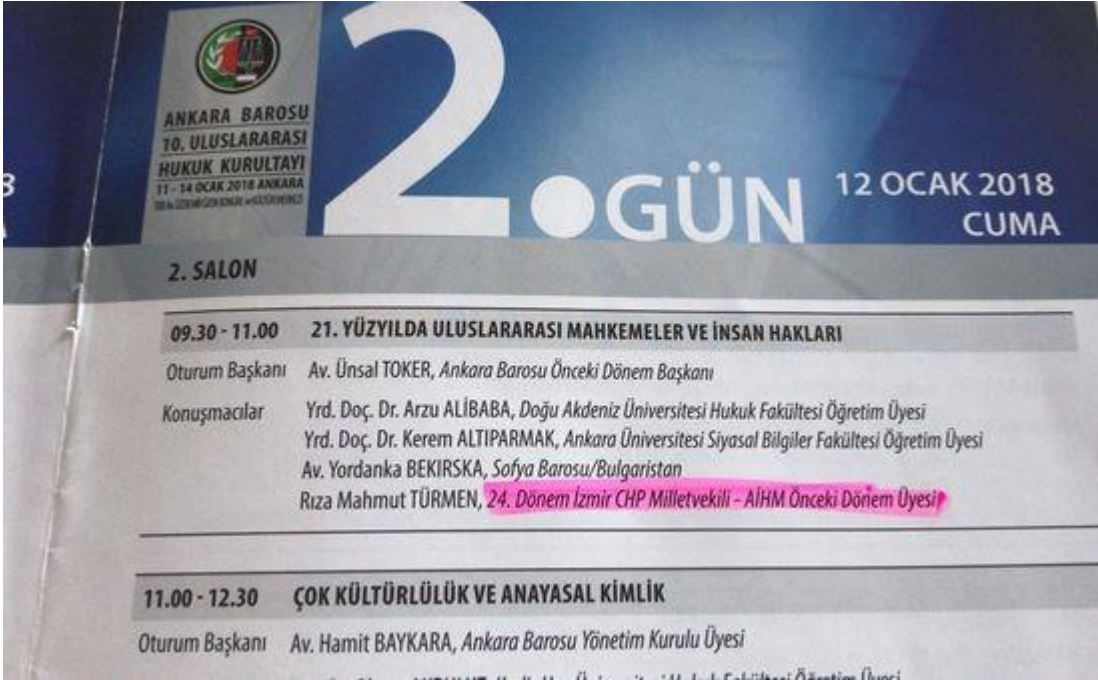 ANKARA BAROSU
10. ULUSLARARASI
HUKUK KURULTAYI
11 - 14 OCAK 2018 ANKARA
2.GÜN
12 OCAK 2018
CUMA
2. SALON
09.30 - 11.00 21. YÜZYILDA ULUSLARARASI MAHKEMELER VE İNSAN HAKLARI
Oturum Başkanı Av. Ünsal TOKER, Ankara Barosu Önceki Dönem Başkanı
Konuşmacılar Yrd. Doç. Dr. Arzu ALİBABA, Doğu Akdeniz Üniversitesi Hukuk Fakültesi Öğretim Üyesi
Yrd. Doç. Dr. Kerem ALTIPARMAK, Ankara Üniversitesi Siyasal Bilgiler Fakültesi Öğretim Üyesi
Av. Yordanka BEKIRSKA, Sofya Barosu/Bulgaristan
Rıza Mahmut TÜRMEN, 24. Dönem İzmir CHP Milletvekili - AİHM Önceki Dönem Üyesi
11.00 - 12.30 ÇOK KÜLTÜRLÜLÜK VE ANAYASAL KİMLİK
Oturum Başkanı Av. Hamit BAYKARA, Ankara Barosu Yönetim Kurulu Üyesi